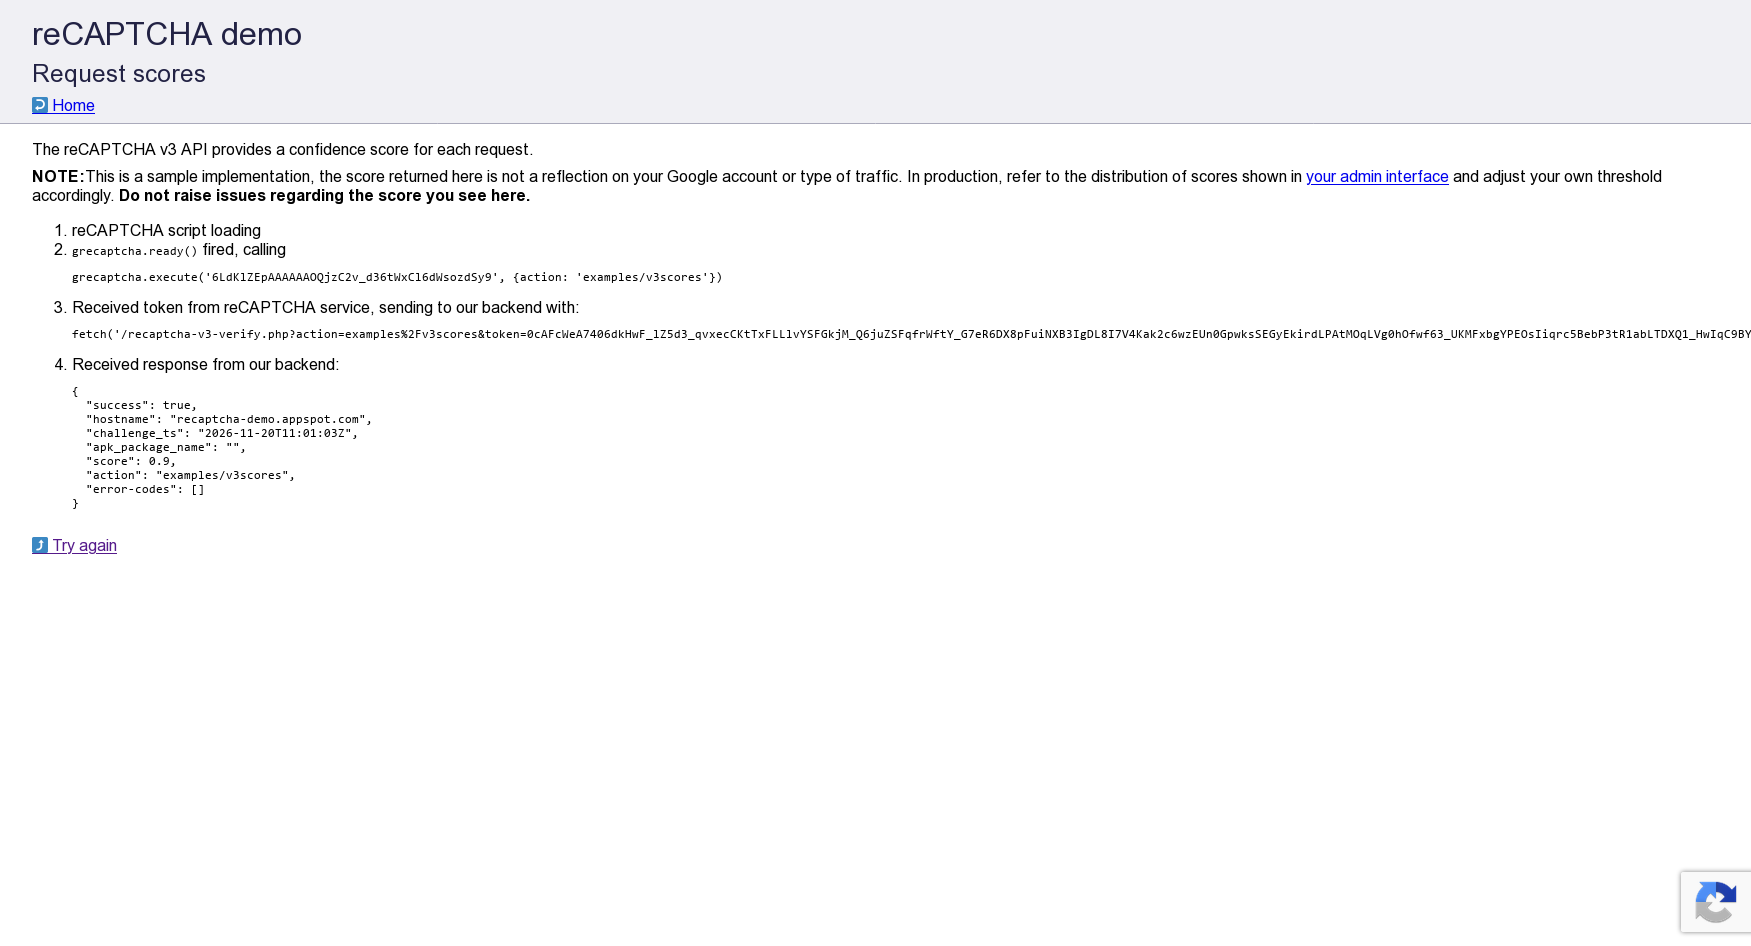 reCAPTCHA demo
Request scores
Home
The reCAPTCHA v3 API provides a confidence score for each request.
NOTE:This is a sample implementation, the score returned here is not a reflection on your Google account or type of traffic. In production, refer to the distribution of scores shown in your admin interface and adjust your own threshold
accordingly. Do not raise issues regarding the score you see here.
1. reCAPTCHA script loading
2. grecaptcha.ready() fired, calling
grecaptcha.execute('6LdKlZEpAAAAAAOQjzC2v_d36tWxCl6dWsozdSy9', {action: 'examples/v3scores'})
3. Received token from reCAPTCHA service, sending to our backend with:
fetch('/recaptcha-v3-verify.php?action=examples%2Fv3scores&token=0cAFcWeA7406dkHwF_lZ5d3_qvxecCKtTxFLLlvYSFGkjM_Q6juZSFqfrWftY_G7eR6DX8pFuiNXB3IgDL8I7V4Kak2c6wzEUn0GpwksSEGyEkirdLPAtMOqLVg0hOfwf63_UKMFxbgYPEOsIiqrc5BebP3tR1abLTDXQ1_HwIqC9BY
4. Received response from our backend:
{
"success": true,
"hostname": "recaptcha-demo.appspot.com",
"challenge_ts": "2026-11-20T11:01:03Z",
"apk_package_name": "",
"score": 0.9,
"action": "examples/v3scores",
"error-codes": []
}
Try again